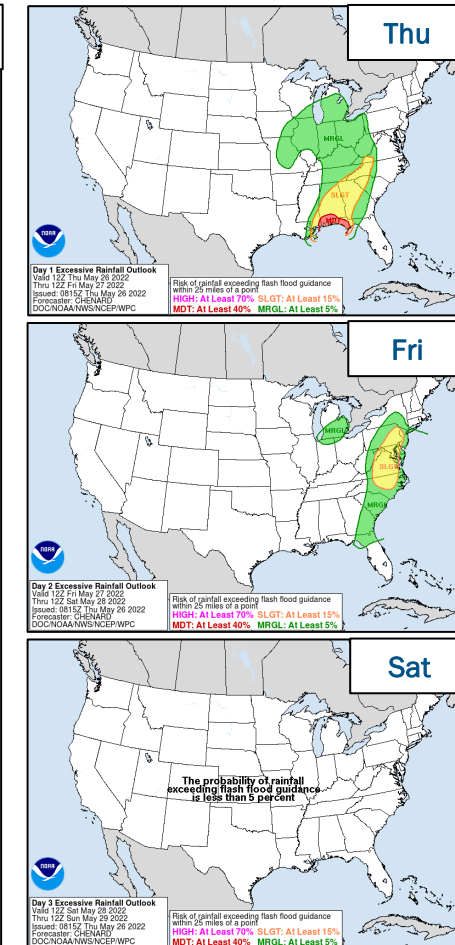 Thu
MRGL
SLGT
MDT
NOAA
Day 1 Excessive Rainfall Outlook
Valid 12Z Thu May 26 2022
Thru 12Z Fri May 27 2022
Issued: 0815Z Thu May 26 2022
Forecaster: CHENARD
DOC/NOAA/NWS/NCEP/WPC
Risk of rainfall exceeding flash flood guidance
within 25 miles of a point
HIGH: At Least 70% SLGT: At Least 15%
MDT: At Least 40% MRGL: At Least 5%
Fri
MRGL
SLGT
MRGL
NOAA
Day 2 Excessive Rainfall Outlook
Valid 12Z Fri May 27 2022
Thru 12Z Sat May 28 2022
Issued: 0815Z Thu May 26 2022
Forecaster: CHENARD
DOC/NOAA/NWS/NCEP/WPC
Risk of rainfall exceeding flash flood guidance
within 25 miles of a point
HIGH: At Least 70% SLGT: At Least 15%
MDT: At Least 40% MRGL: At Least 5%
Sat
The probability of rainfall
exceeding flash flood guidance
is less than 5 percent
NOAA
Day 3 Excessive Rainfall Outlook
Valid 12Z Sat May 28 2022
Thru 12Z Sun May 29 2022
Issued: 0815Z Thu May 26 2022
Forecaster: CHENARD
DOC/NOAA/NWS/NCEP/WPC
Risk of rainfall exceeding flash flood guidance
within 25 miles of a point
HIGH: At Least 70% SLGT: At Least 15%
MDT: At Least 40% MRGL: At Least 5%